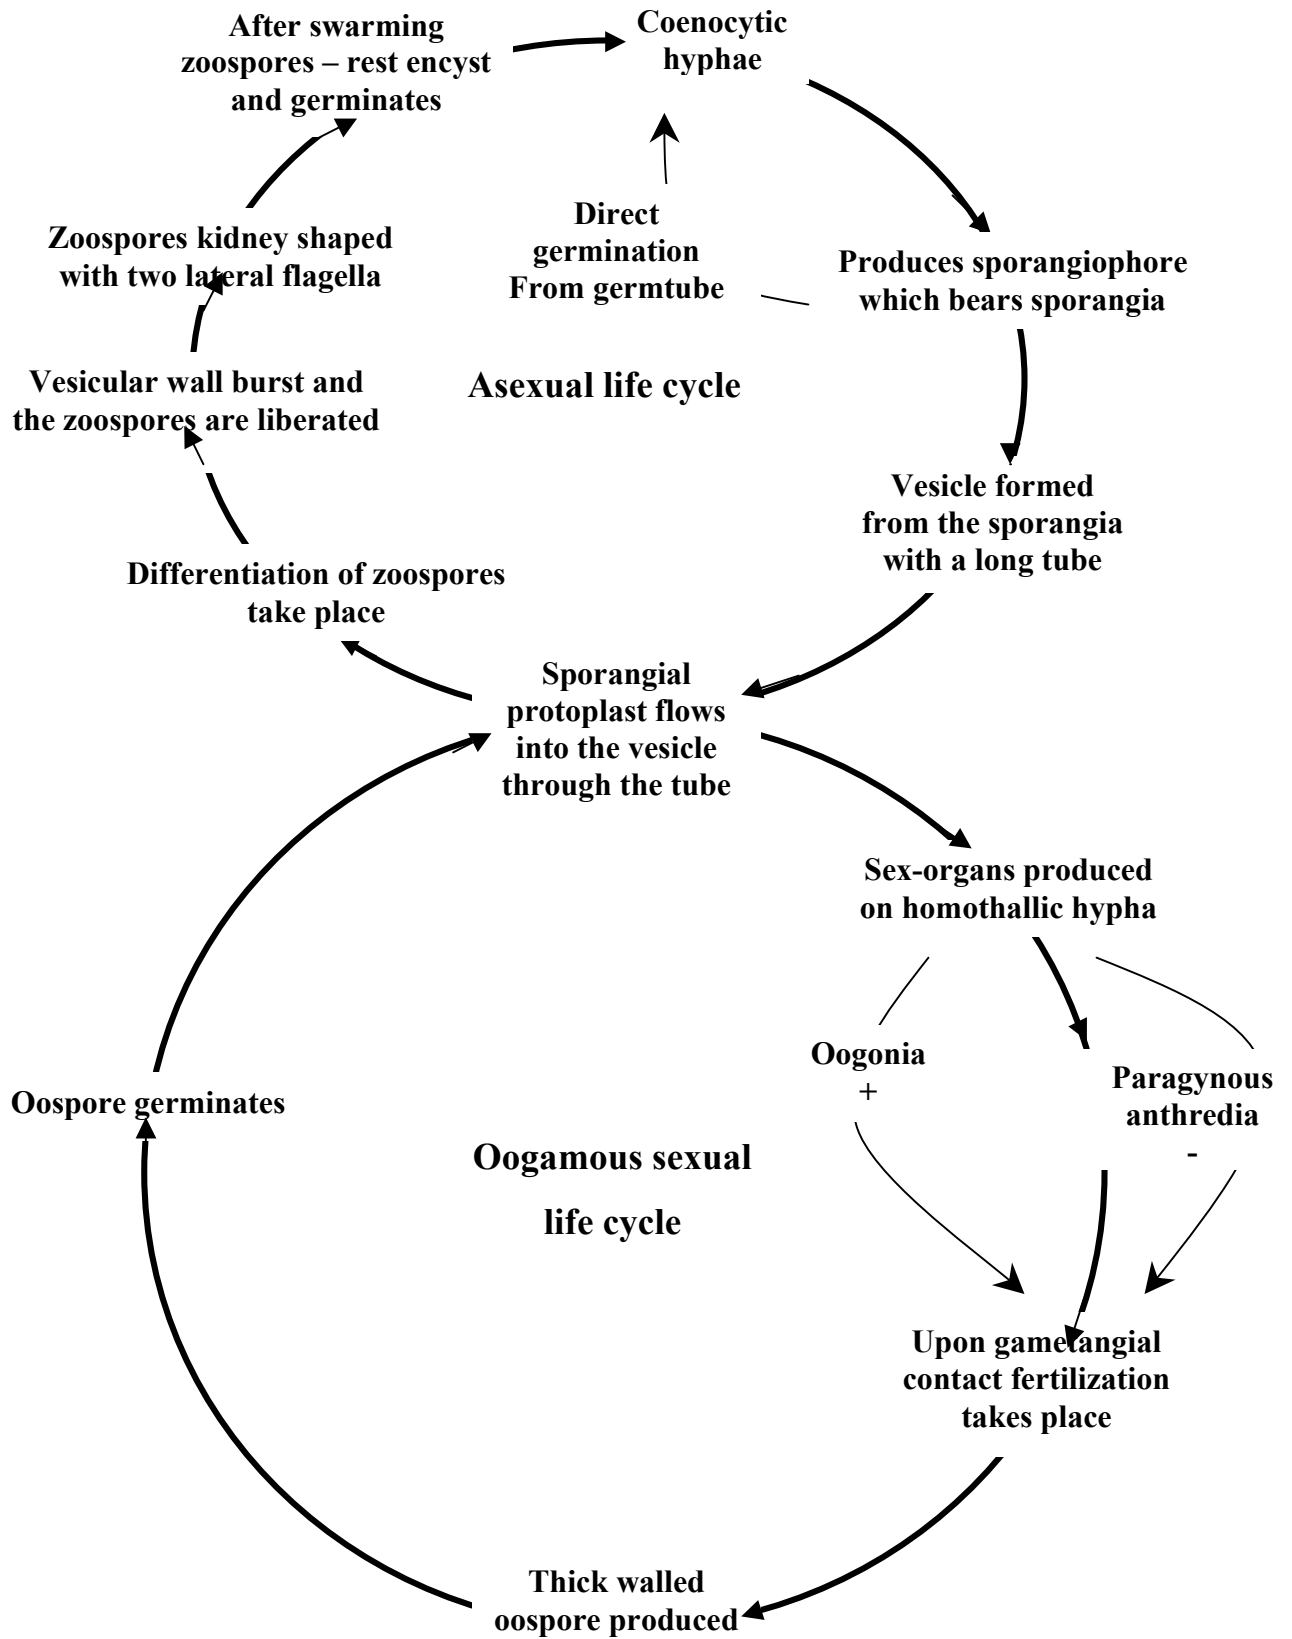 After swarming
zoospores – rest encyst
and germinates
Coenocytic
hyphae
Direct
germination
From germtube
Zoospores kidney shaped
with two lateral flagella
Produces sporangiophore
which bears sporangia
Vesicular wall burst and
the zoospores are liberated
Asexual life cycle
Vesicle formed
from the sporangia
with a long tube
Differentiation of zoospores
take place
Sporangial
protoplast flows
into the vesicle
through the tube
Sex-organs produced
on homothallic hypha
Oogonia
+
Paragynous
anthredia
-
Oospore germinates
Oogamous sexual
life cycle
Upon gametangial
contact fertilization
takes place
Thick walled
oospore produced